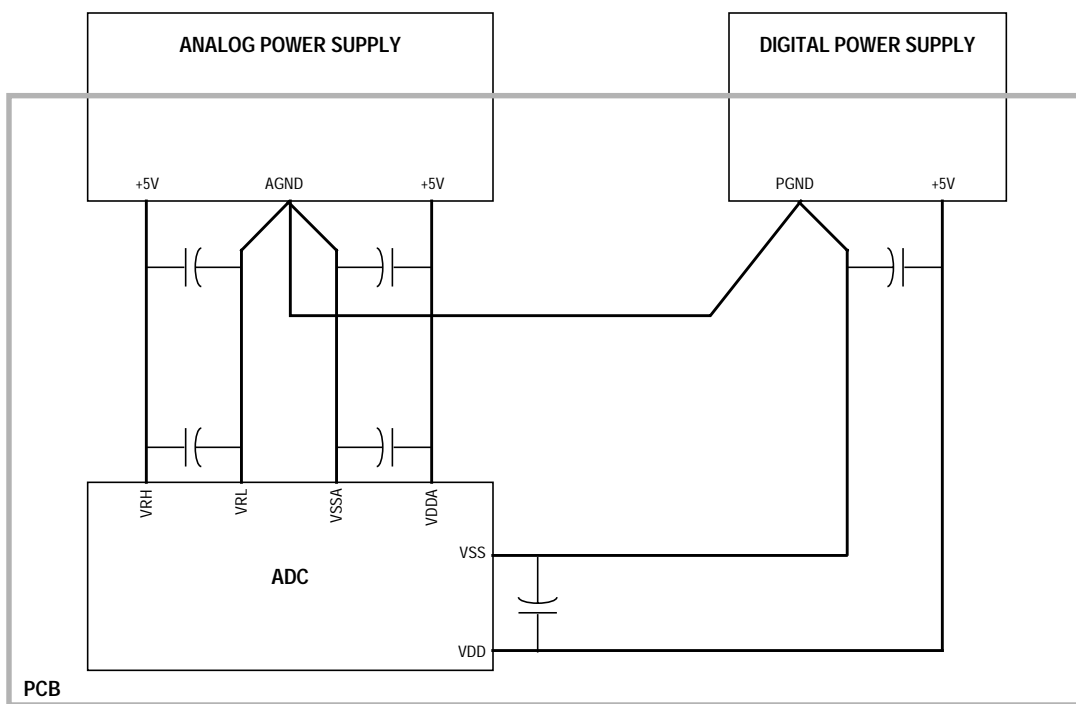 ANALOG POWER SUPPLY
DIGITAL POWER SUPPLY
+5V
AGND
+5V
PGND
+5V
VRH
VRL
VSSA
VDDA
VSS
ADC
VDD
PCB